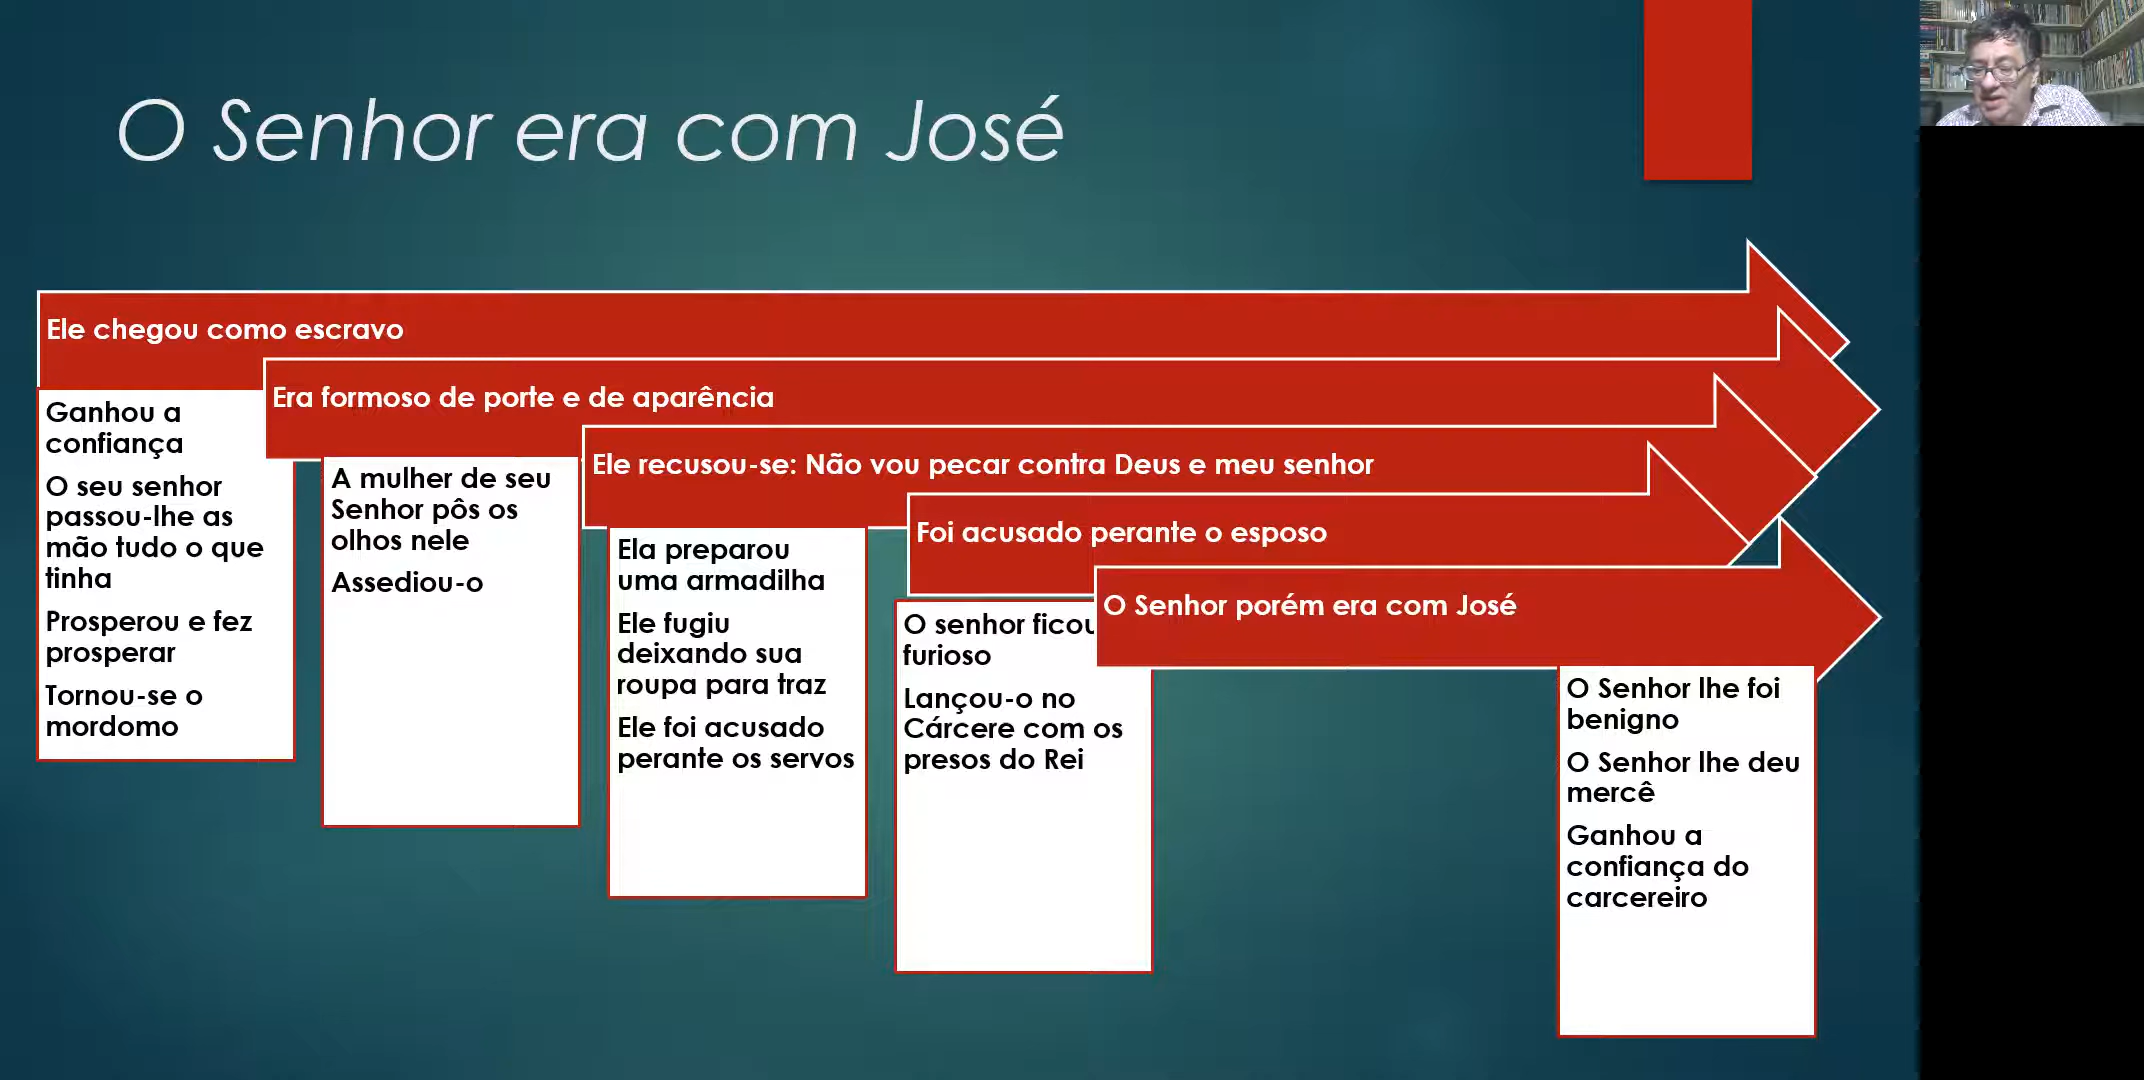 O Senhor era com José
Ele chegou como escravo
Ganhou a
confiança
O seu senhor
passou-lhe as
mão tudo o que
tinha
Prosperou e fez
prosperar
Tornou-se o
mordomo
Era formoso de porte e de aparência
A mulher de seu
Senhor pôs os
olhos nele
Assediou-o
Ele recusou-se: Não vou pecar contra Deus e meu senhor
Ela preparou
uma armadilha
Ele fugiu
deixando sua
roupa para traz
Ele foi acusado
perante os servos
Foi acusado perante o esposo
O senhor ficou
furioso
Lançou-o no
Cárcere com os
presos do Rei
O Senhor porém era com José
O Senhor lhe foi
benigno
O Senhor lhe deu
mercê
Ganhou a
confiança do
carcereiro